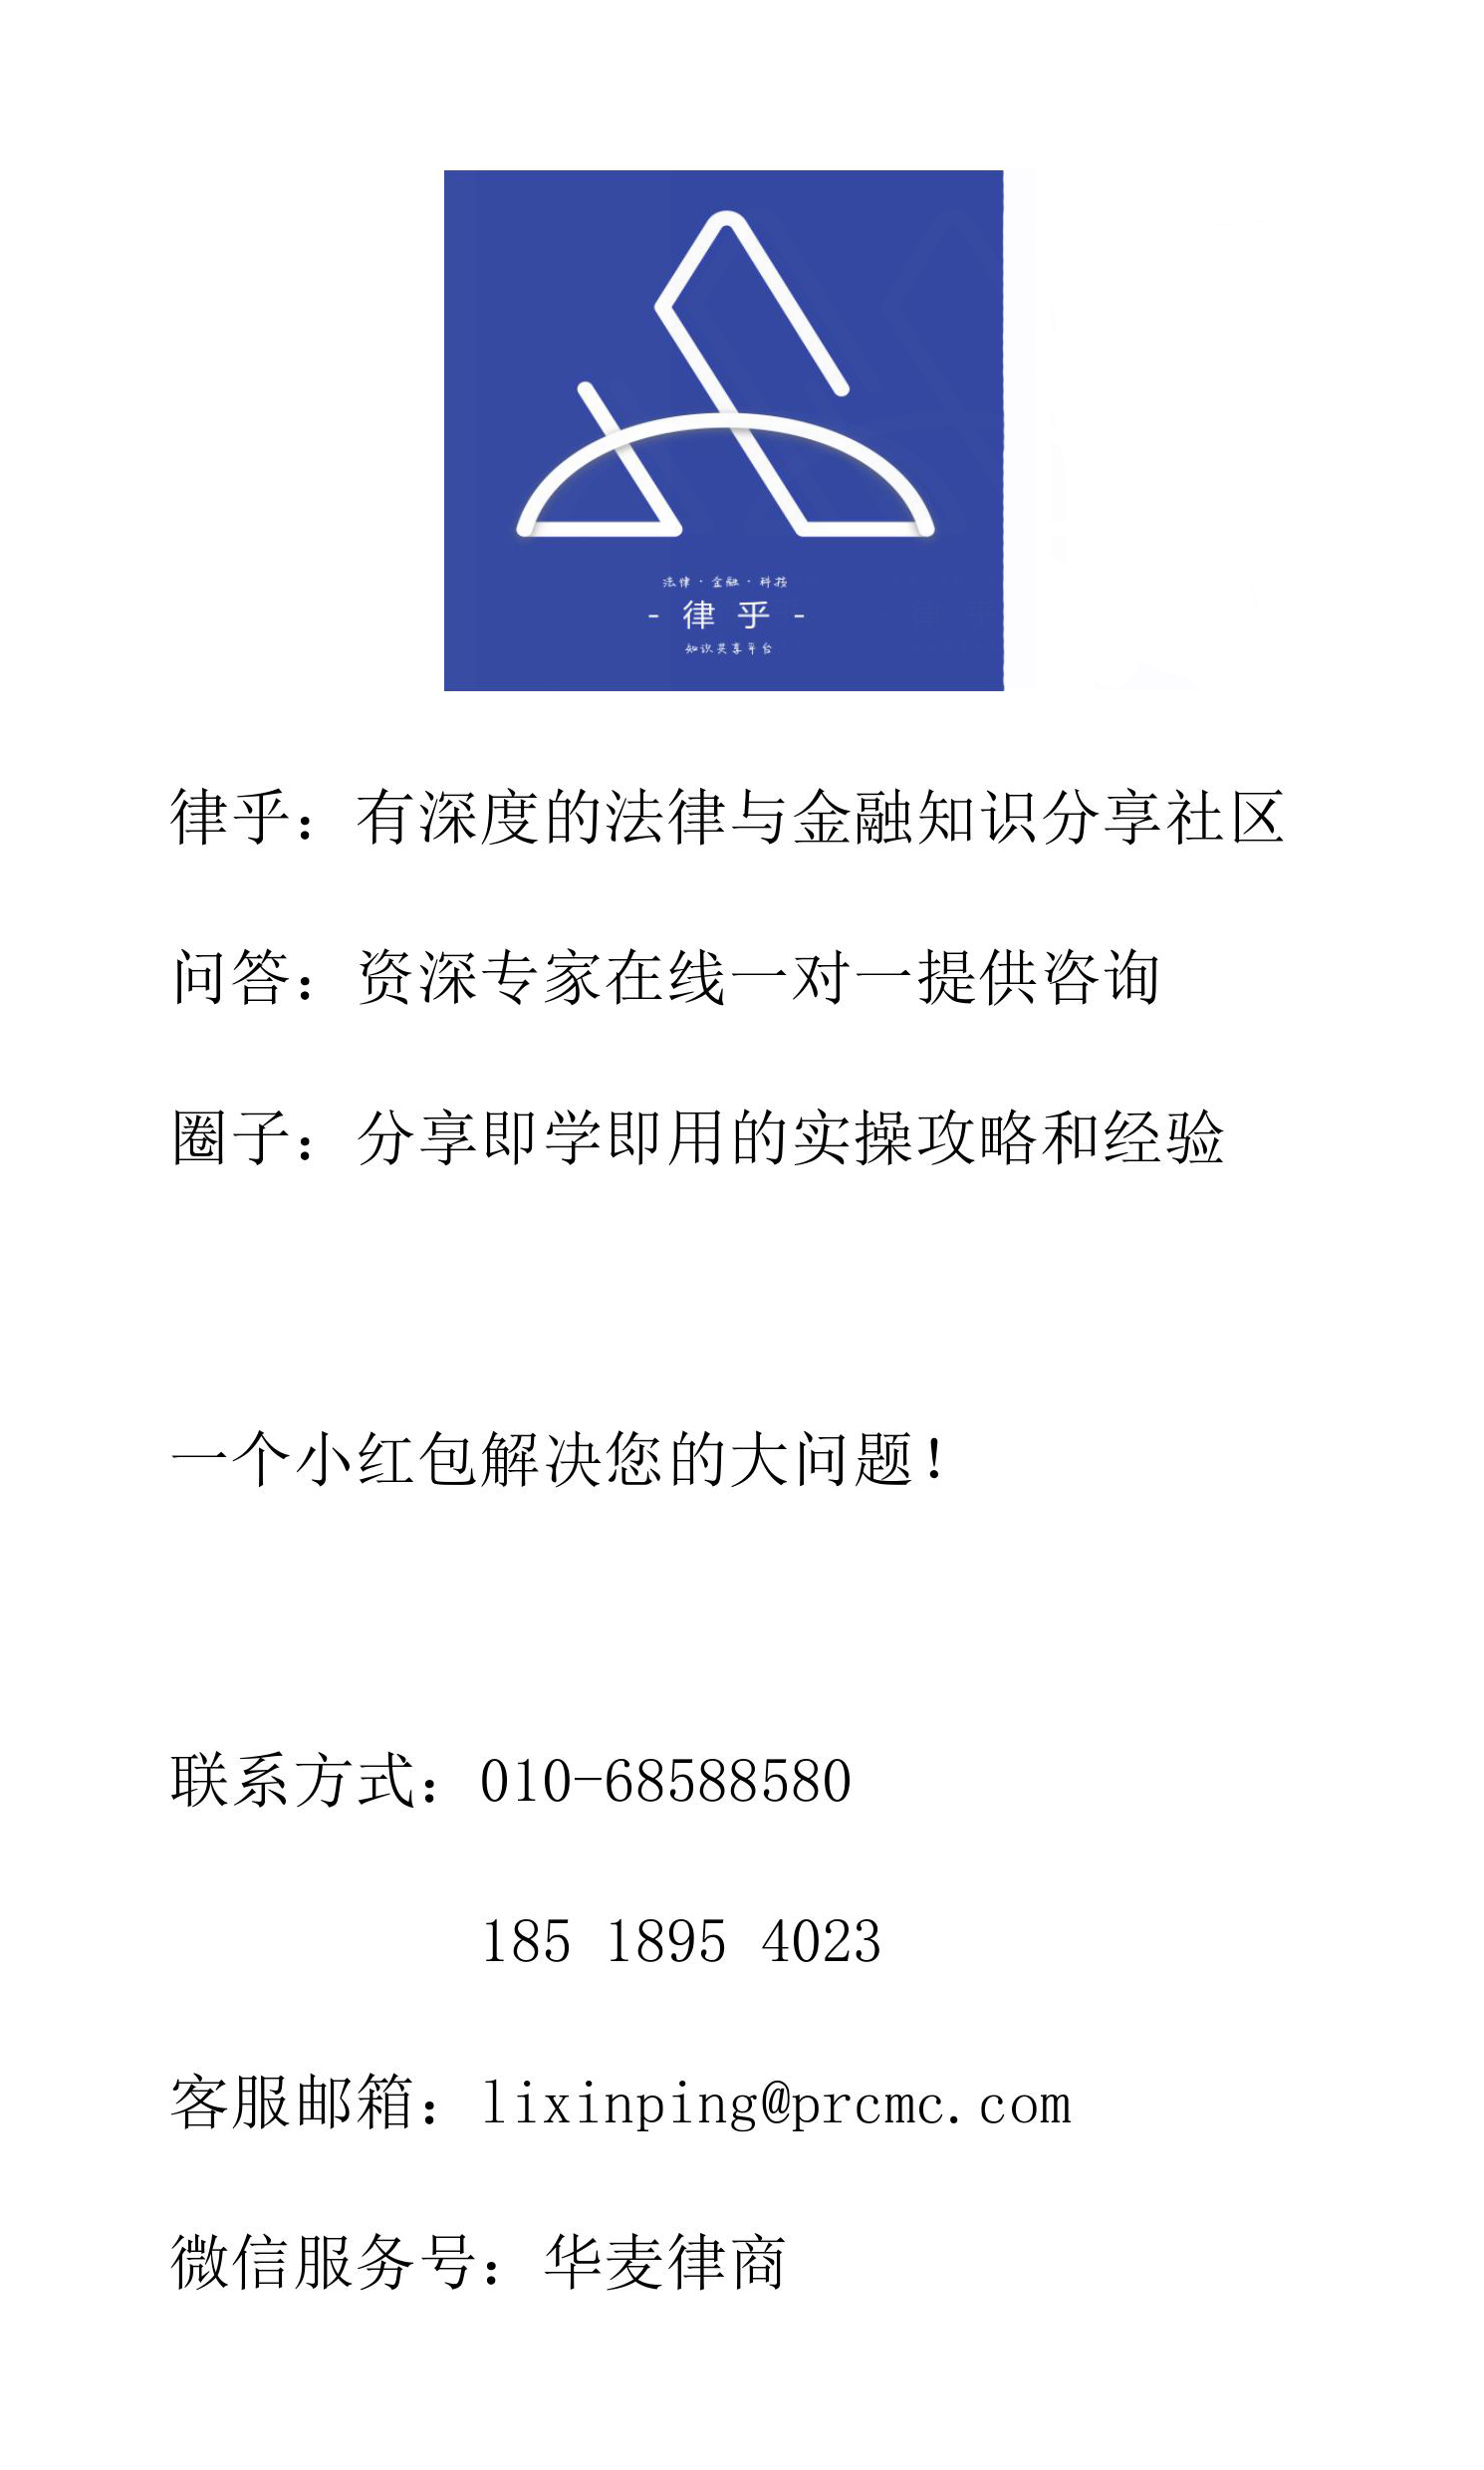 法律·金融·科技
- 律 乎 -
知识共享平台
律乎：有深度的法律与金融知识分享社区
问答：资深专家在线一对一提供咨询
圈子：分享即学即用的实操攻略和经验
一个小红包解决您的大问题！
联系方式：010-68588580
185 1895 4023
客服邮箱：lixinping@prcmc.com
微信服务号：华麦律商